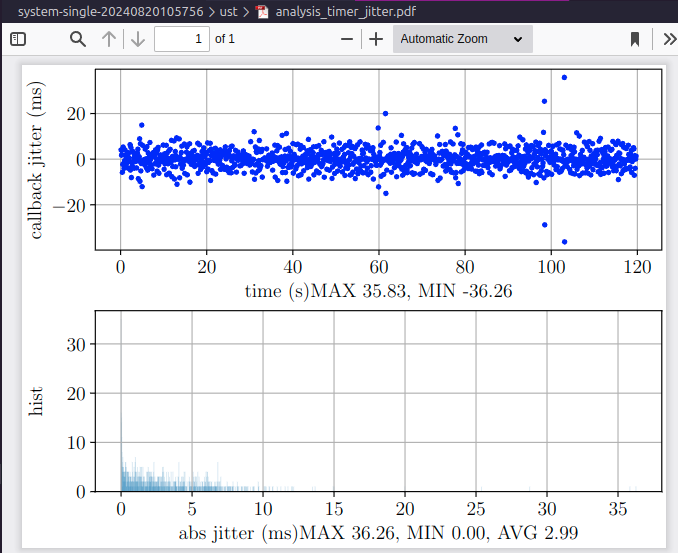 system-single-20240820105756 > ust > analysis_timer_jitter.pdf
1 of 1 Automatic Zoom
callback jitter (ms)
20
0
−20
0 20 40 60 80 100 120
time (s)MAX 35.83, MIN -36.26
hist
30
20
10
0
0 5 10 15 20 25 30 35
abs jitter (ms)MAX 36.26, MIN 0.00, AVG 2.99